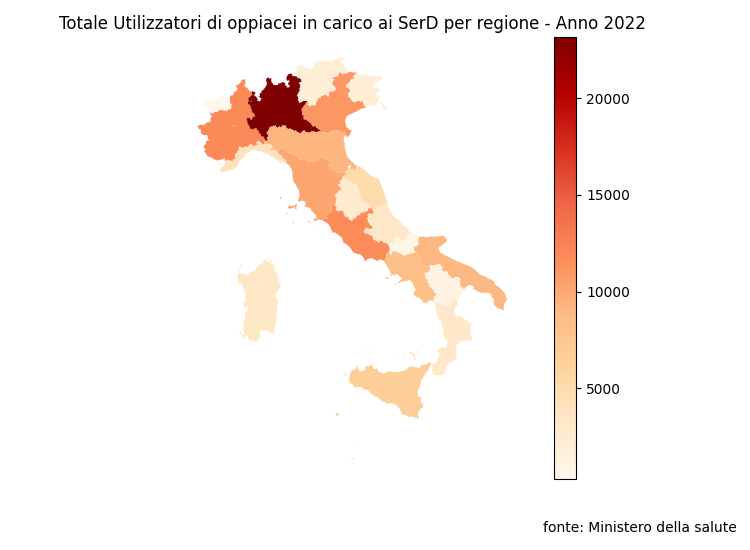 Totale Utilizzatori di oppiacei in carico ai SerD per regione - Anno 2022
20000
15000
10000
5000
fonte: Ministero della salute